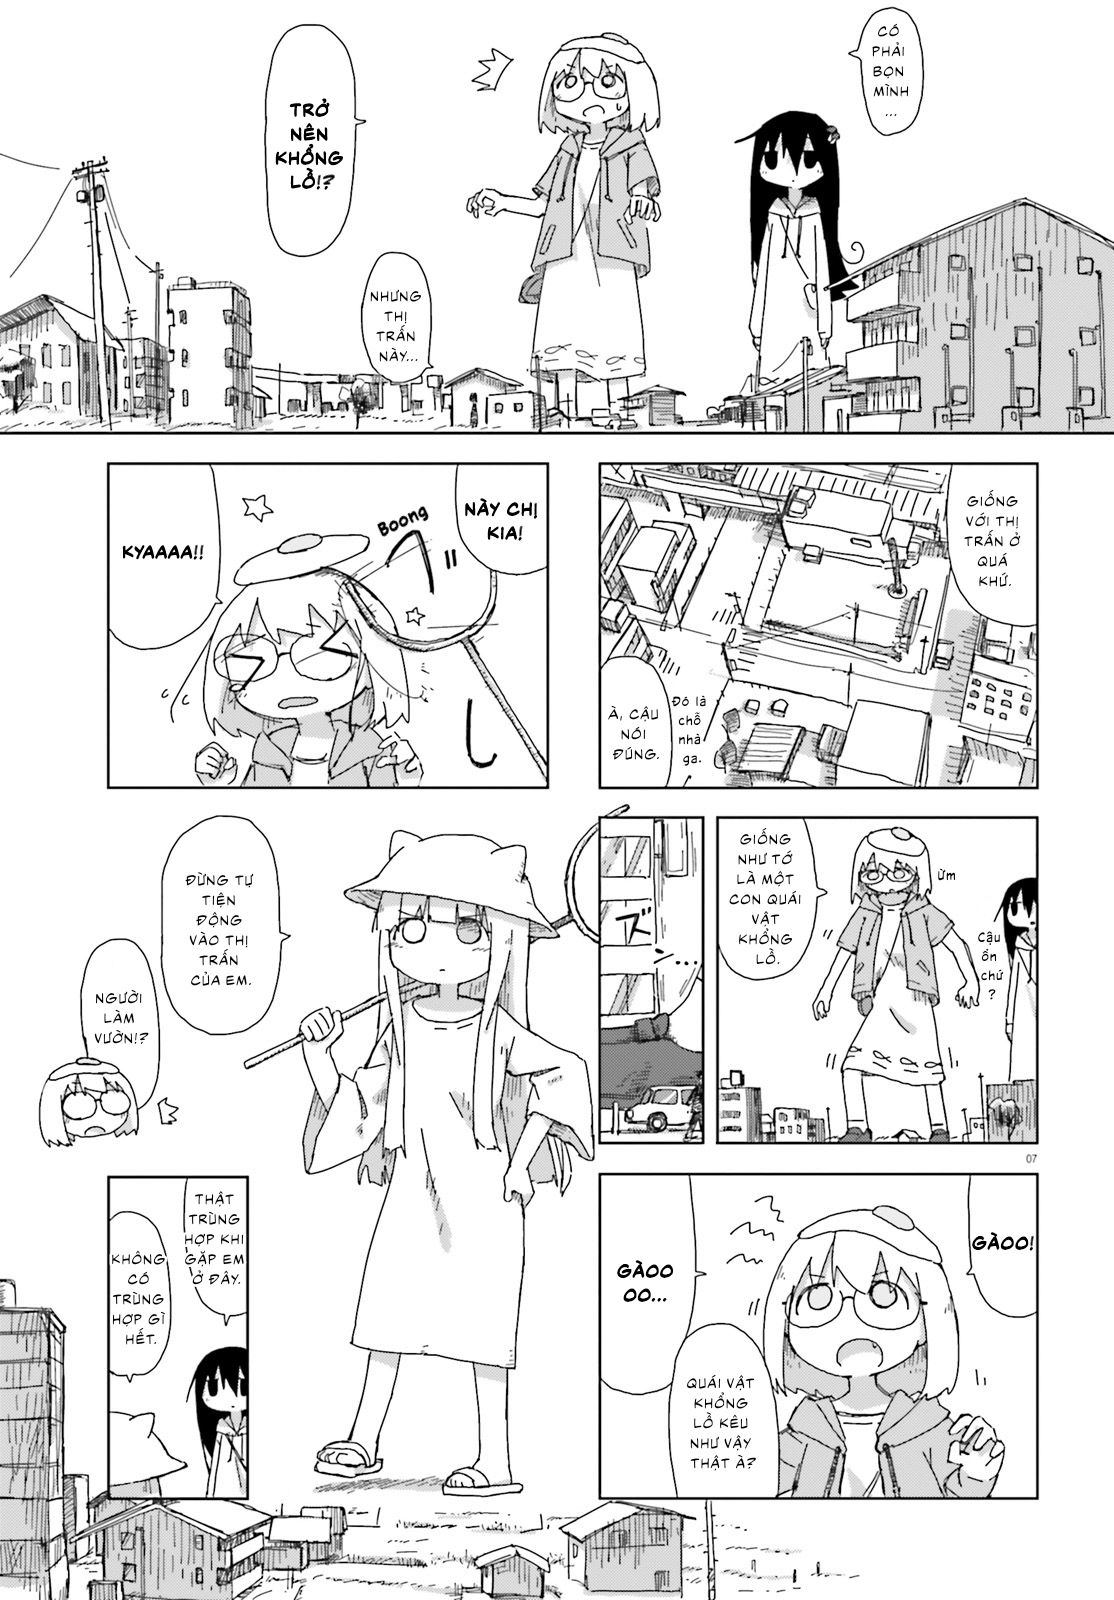 CÓ
PHẢI
BỌN
MÌNH
...
TRỞ
NÊN
KHỔNG
LỒ!?
NHƯNG
THỊ
TRẤN
NÀY...
GIỐNG
VỚI THỊ
TRẤN Ở
QUÁ
KHỨ.
Đó là
chỗ
nhà
ga.
À, CẬU
NÓI
ĐÚNG.
NÀY CHỊ
KIA!
Boong
KYAAAA!!
GIỐNG
NHƯ TỚ
LÀ MỘT
CON QUÁI
VẬT
KHỔNG
LỒ.
Ửm
Cậu
ổn
chứ
?
ズ
シ...
07
GÀOO!
GÀOO
OO...
QUÁI VẬT
KHỔNG
LỒ KÊU
NHƯ VẬY
THẬT À?
ĐỪNG TỰ
TIỆN
ĐỘNG
VÀO THỊ
TRẤN
CỦA EM.
NGƯỜI
LÀM
VƯỜN!?
THẬT
TRÙNG
HỢP KHI
GẶP EM
Ở ĐÂY.
KHÔNG
CÓ
TRÙNG
HỢP GÌ
HẾT.